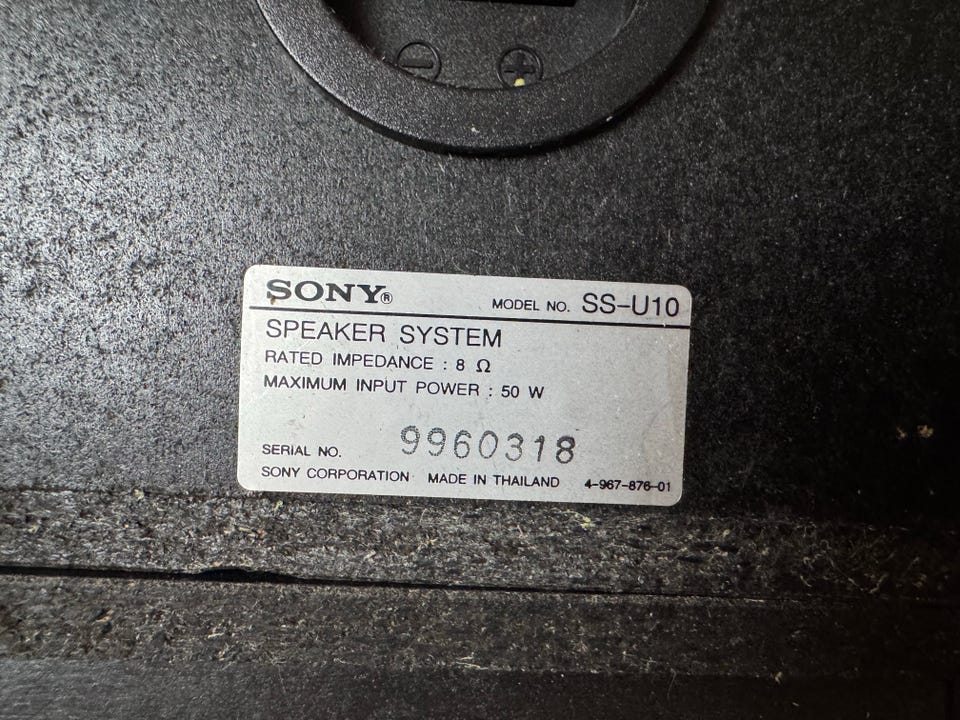 − +
SONY®
MODEL NO. SS-U10
SPEAKER SYSTEM
RATED IMPEDANCE : 8 Ω
MAXIMUM INPUT POWER : 50 W
SERIAL NO. 9960318
SONY CORPORATION MADE IN THAILAND 4-967-876-01